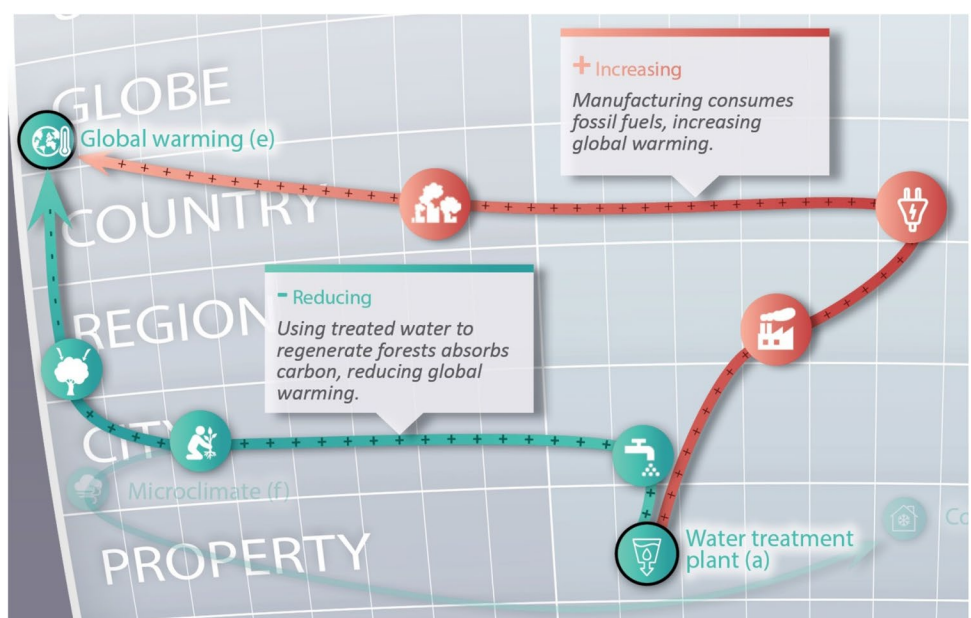 GLOBE
+ Increasing
Manufacturing consumes
fossil fuels, increasing
global warming.
Global warming (e)
COUNTRY
- Reducing
Using treated water to
regenerate forests absorbs
carbon, reducing global
warming.
REGION
CITY
Microclimate (f)
Water treatment
plant (a)
PROPERTY